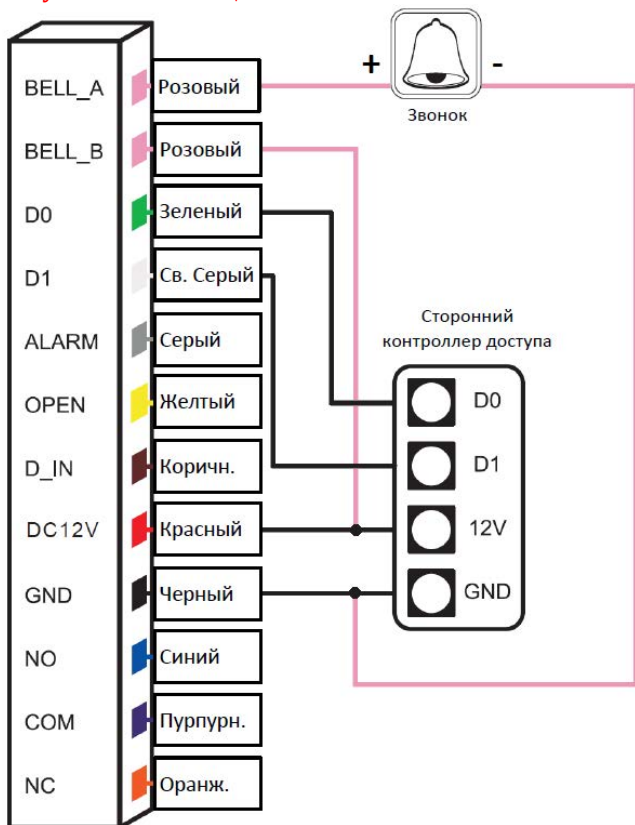 BELL_A
Розовый
+
-
Звонок
BELL_B
Розовый
D0
Зеленый
D1
Св. Серый
ALARM
Серый
Сторонний
контроллер доступа
OPEN
Желтый
D0
D_IN
Коричн.
D1
DC12V
Красный
12V
GND
Черный
GND
NO
Синий
COM
Пурпурн.
NC
Оранж.